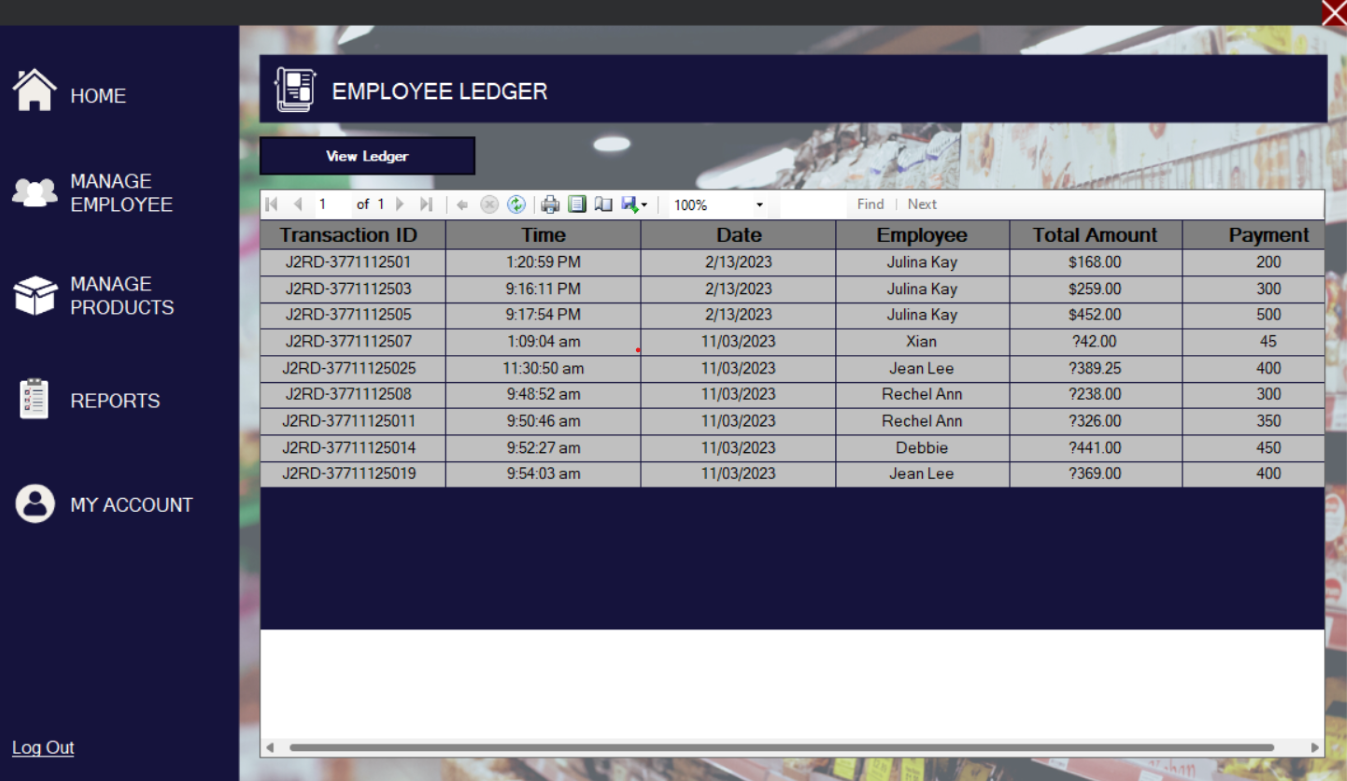 HOME
MANAGE
EMPLOYEE
MANAGE
PRODUCTS
REPORTS
MY ACCOUNT
Log Out
EMPLOYEE LEDGER
View Ledger
1 of 1 100% Find | Next
Transaction ID Time Date Employee Total Amount Payment
J2RD-3771112501 1:20:59 PM 2/13/2023 Julina Kay $168.00 200
J2RD-3771112503 9:16:11 PM 2/13/2023 Julina Kay $259.00 300
J2RD-3771112505 9:17:54 PM 2/13/2023 Julina Kay $452.00 500
J2RD-3771112507 1:09:04 am 11/03/2023 Xian ?42.00 45
J2RD-37711125025 11:30:50 am 11/03/2023 Jean Lee ?389.25 400
J2RD-3771112508 9:48:52 am 11/03/2023 Rechel Ann ?238.00 300
J2RD-37711125011 9:50:46 am 11/03/2023 Rechel Ann ?326.00 350
J2RD-37711125014 9:52:27 am 11/03/2023 Debbie ?441.00 450
J2RD-37711125019 9:54:03 am 11/03/2023 Jean Lee ?369.00 400